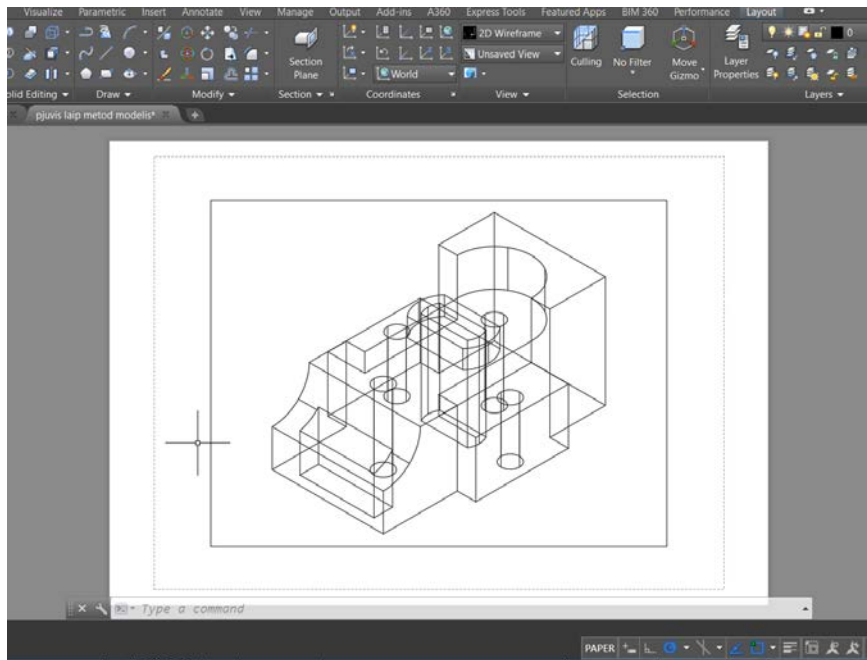 Visualize Parametric Insert Annotate View Manage Output Add-ins A360 Express Tools Featured Apps BIM 360 Performance Layout
2D Wireframe
0
Unsaved View
Section Plane
World
Culling
No Filter
Move Gizmo
Layer Properties
Solid Editing Draw Modify Section Coordinates View Selection Layers
pjuvis laip metod modelis*
Type a command
PAPER